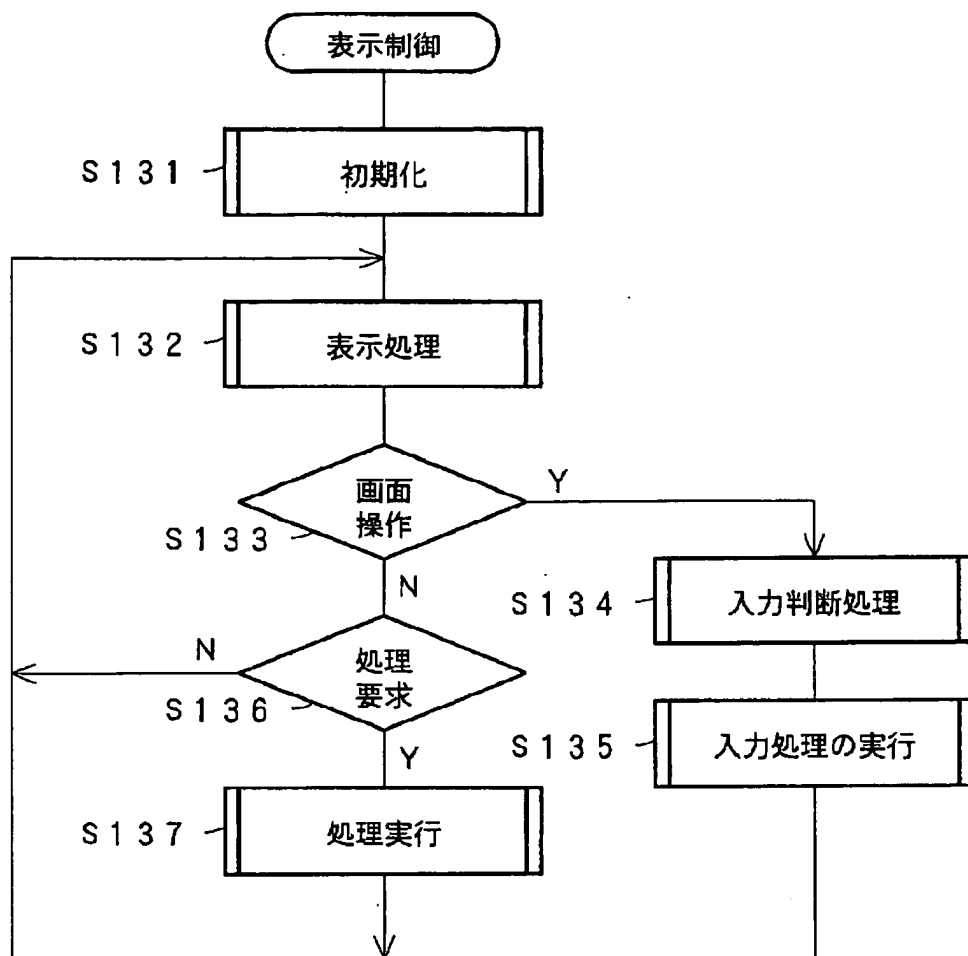 表示制御
S131
初期化
S132
表示処理
画面
操作
S133
Y
N
S134
入力判断処理
処理
要求
N
S136
Y
S135
入力処理の実行
S137
処理実行